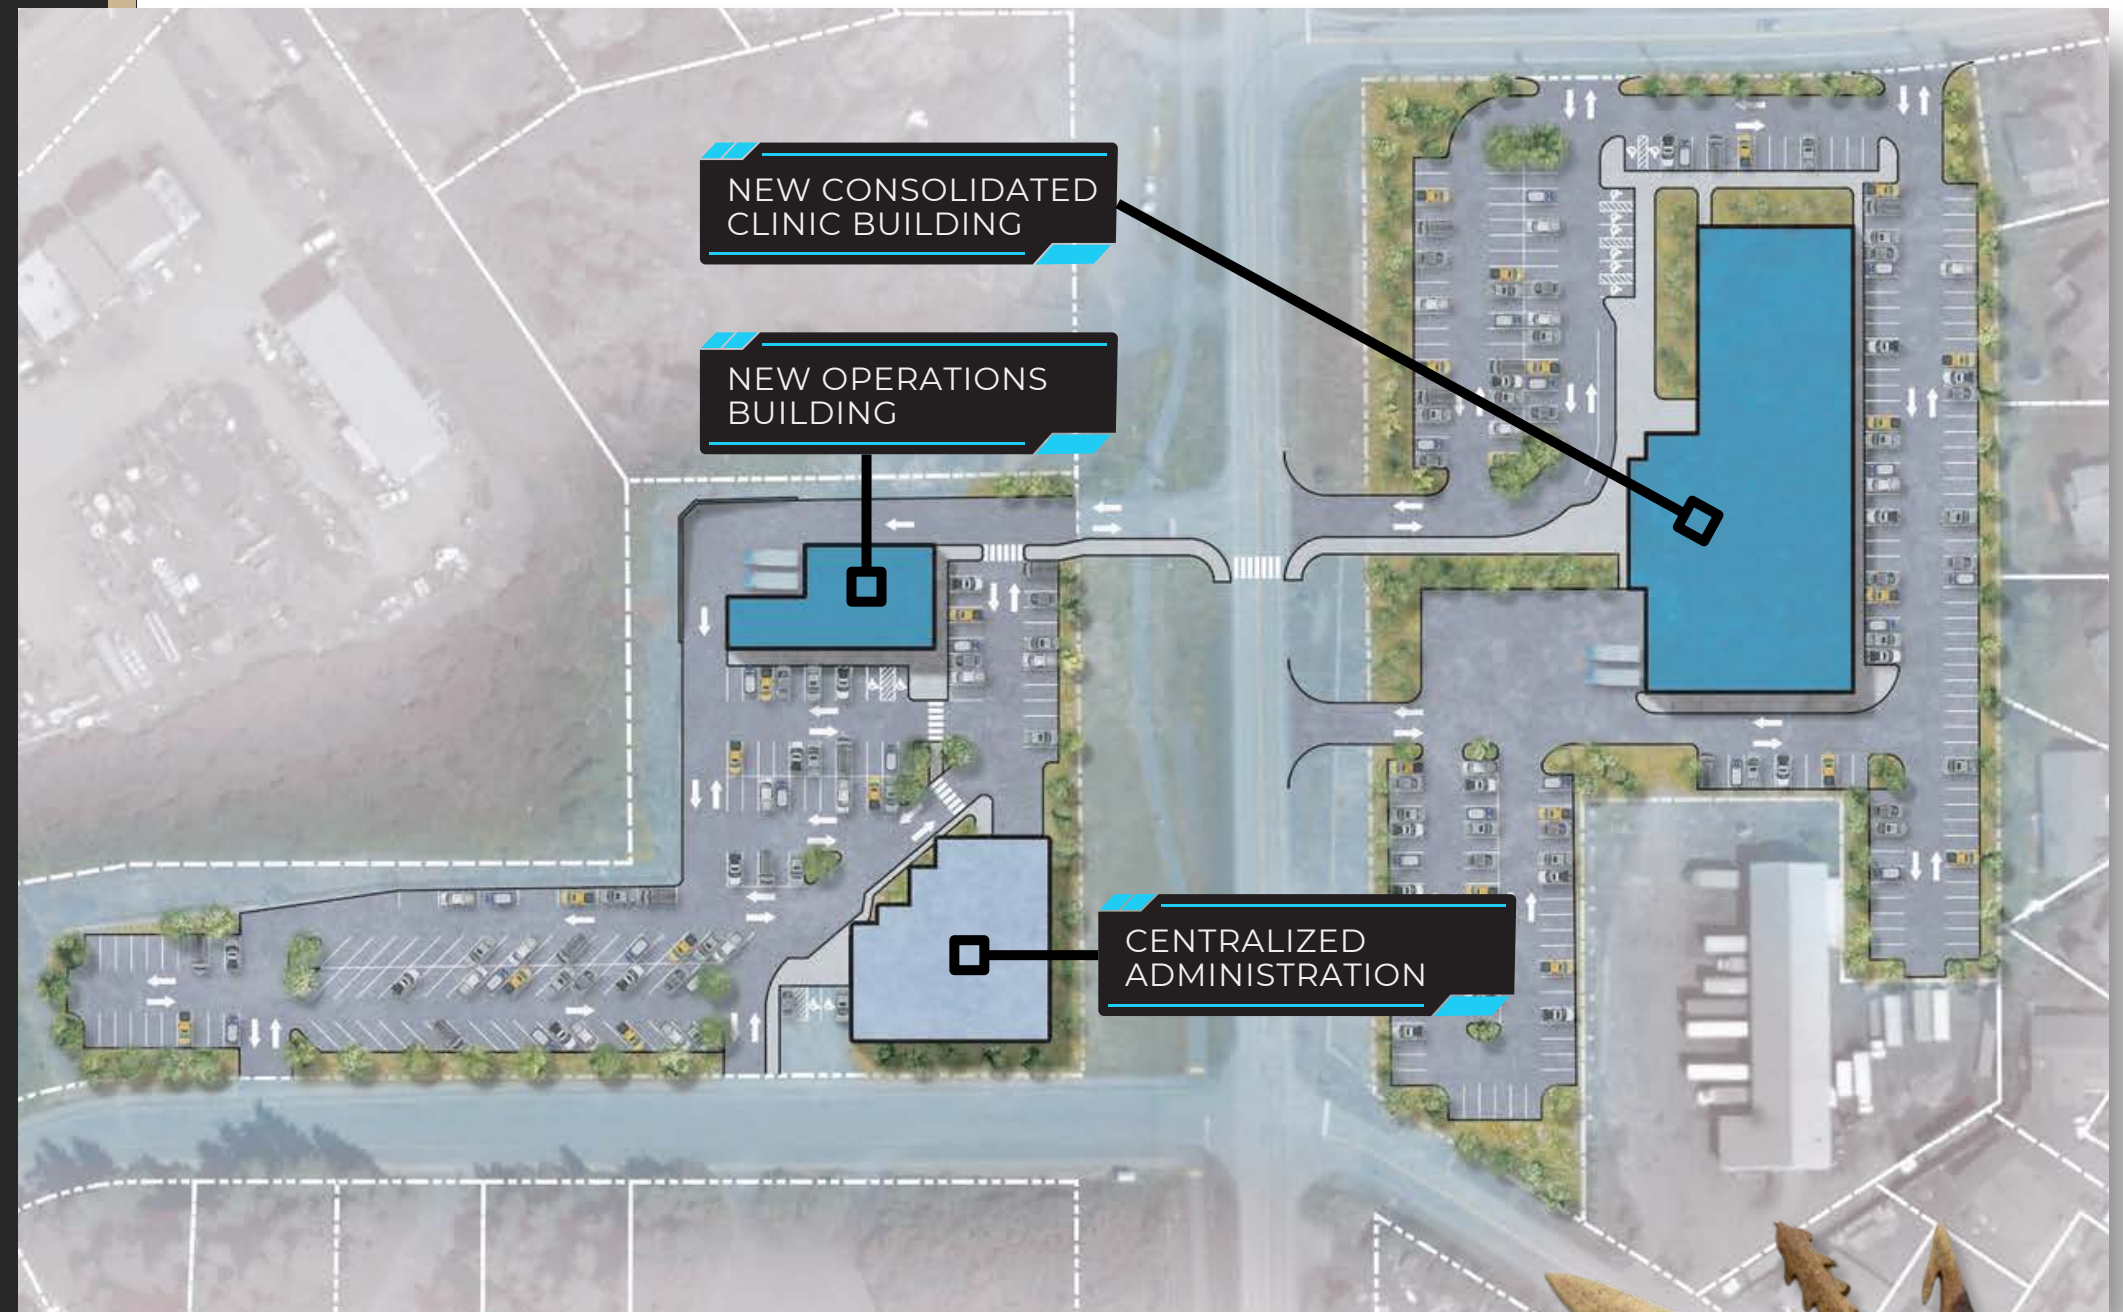 NEW CONSOLIDATED
CLINIC BUILDING
NEW OPERATIONS
BUILDING
CENTRALIZED
ADMINISTRATION